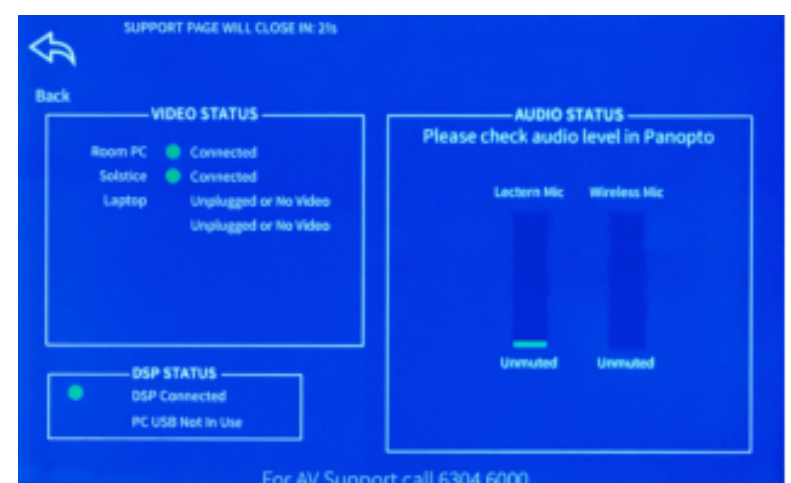 SUPPORT PAGE WILL CLOSE IN: 21s
Back
VIDEO STATUS
Room PC Connected
Solstice Connected
Laptop Unplugged or No Video
Unplugged or No Video
DSP STATUS
DSP Connected
PC USB Not In Use
AUDIO STATUS
Please check audio level in Panopto
Lectern Mic Wireless Mic
Unmuted Unmuted
For AV Support call 6304 6000